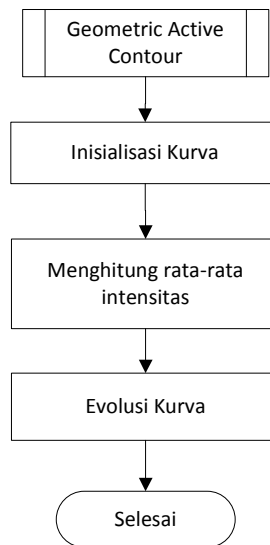 Geometric Active
Contour
Inisialisasi Kurva
Menghitung rata-rata
intensitas
Evolusi Kurva
Selesai